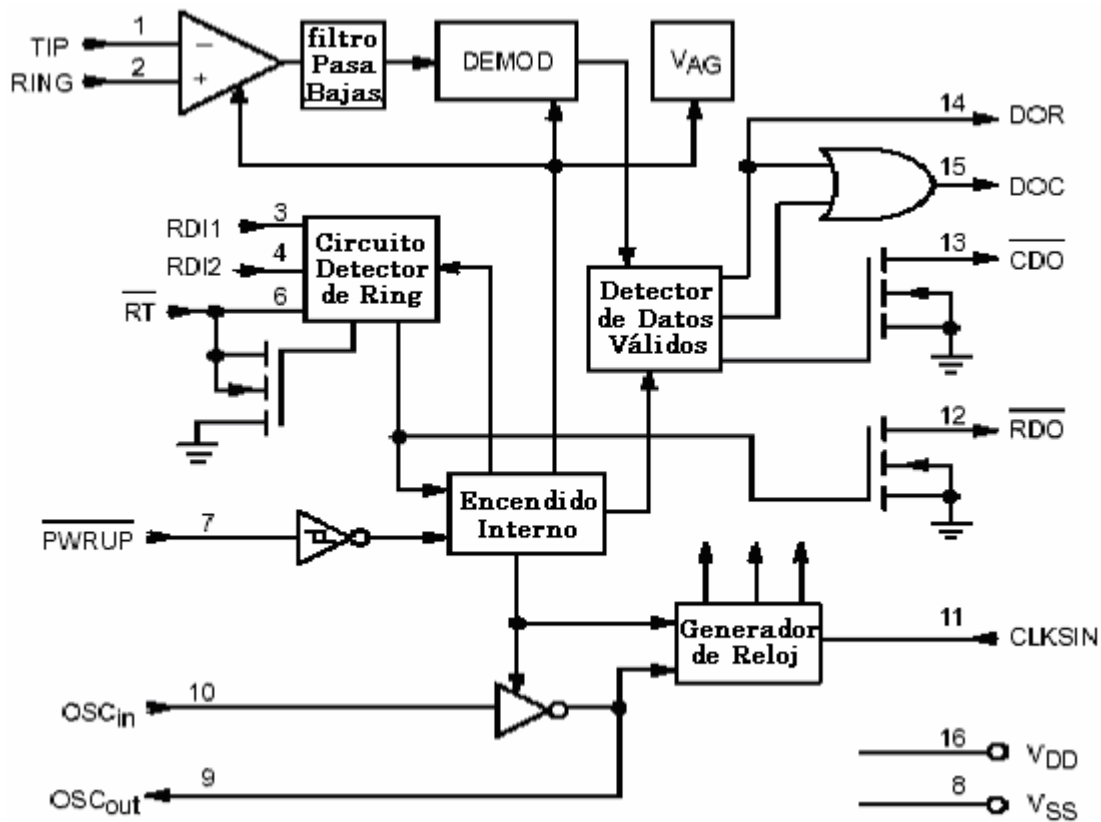 1
TIP
2
RING
filtro
Pasa
Bajas
DEMOD
VAG
14
DOR
15
DOC
13
CDO
3
RDI1
4
RDI2
6
RT
Circuito
Detector
de Ring
Detector
de Datos
Válidos
12
RDO
7
PWRUP
Encendido
Interno
Generador
de Reloj
11
CLKSIN
10
OSCin
9
OSCout
16
VDD
8
VSS